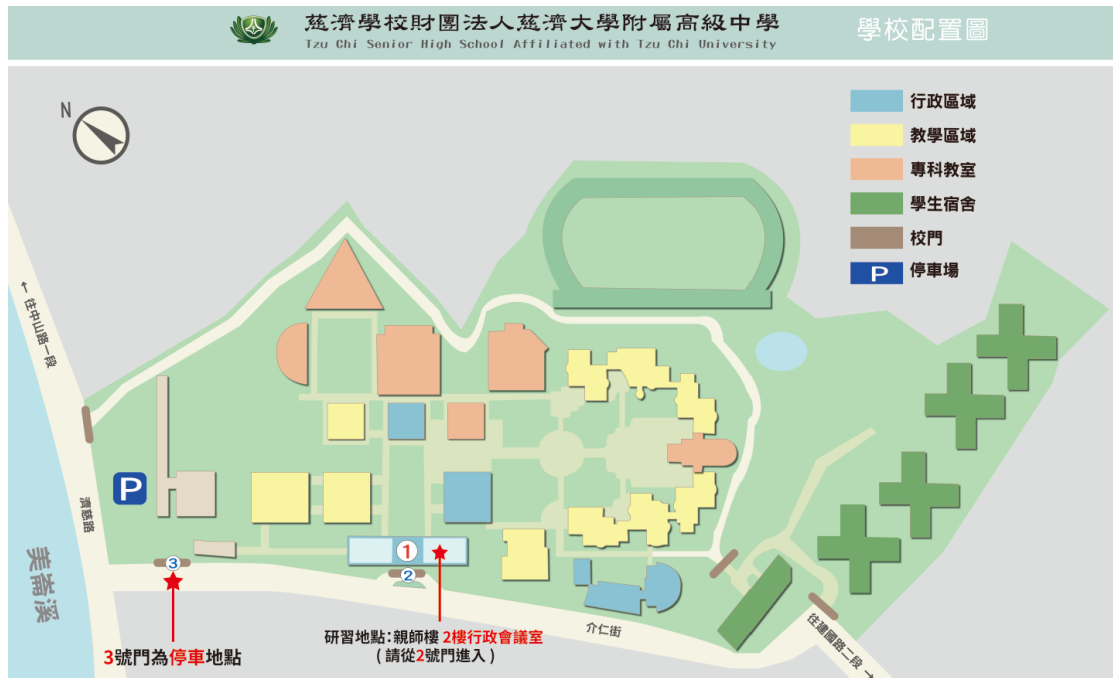 慈濟學校財團法人慈濟大學附屬高級中學
Tzu Chi Senior High School Affiliated with Tzu Chi University
學校配置圖
N
行政區域
教學區域
專科教室
學生宿舍
校門
P 停車場
← 往中山路一段
P
濟慈路
美崙溪
3
1
2
介仁街
往建國路二段 →
研習地點：親師樓 2樓行政會議室
( 請從2號門進入 )
3號門為停車地點